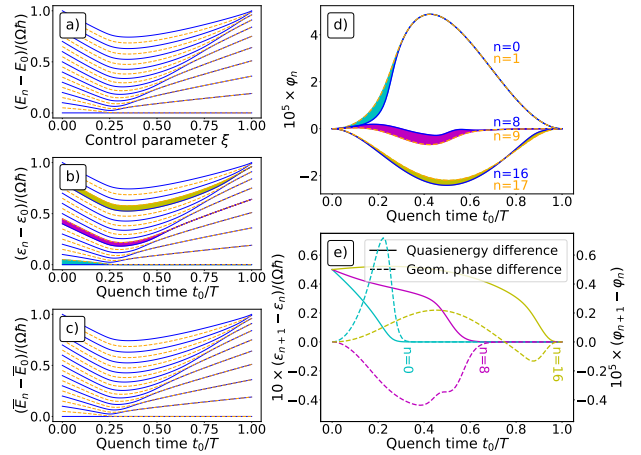 a)
(E_n − E_0)/(Ωħ)
1.0
0.5
0.0
0.00 0.25 0.50 0.75 1.00
Control parameter ξ
b)
(ε_n − ε_0)/(Ωħ)
1.0
0.5
0.0
0.00 0.25 0.50 0.75 1.00
Quench time t_0/T
c)
(E̅_n − E̅_0)/(Ωħ)
1.0
0.5
0.0
0.00 0.25 0.50 0.75 1.00
Quench time t_0/T
d)
10^5 × φ_n
4
2
0
−2
n=0
n=1
n=8
n=9
n=16
n=17
0.0 0.2 0.4 0.6 0.8 1.0
Quench time t_0/T
e)
Quasienergy difference
Geom. phase difference
10 × (ε_{n+1} − ε_n)/(Ωħ)
0.6
0.4
0.2
0.0
−0.2
−0.4
n=0
n=8
n=16
0.6
0.4
0.2
0.0
−0.2
−0.4
10^5 × (φ_{n+1} − φ_n)
0.0 0.2 0.4 0.6 0.8 1.0
Quench time t_0/T